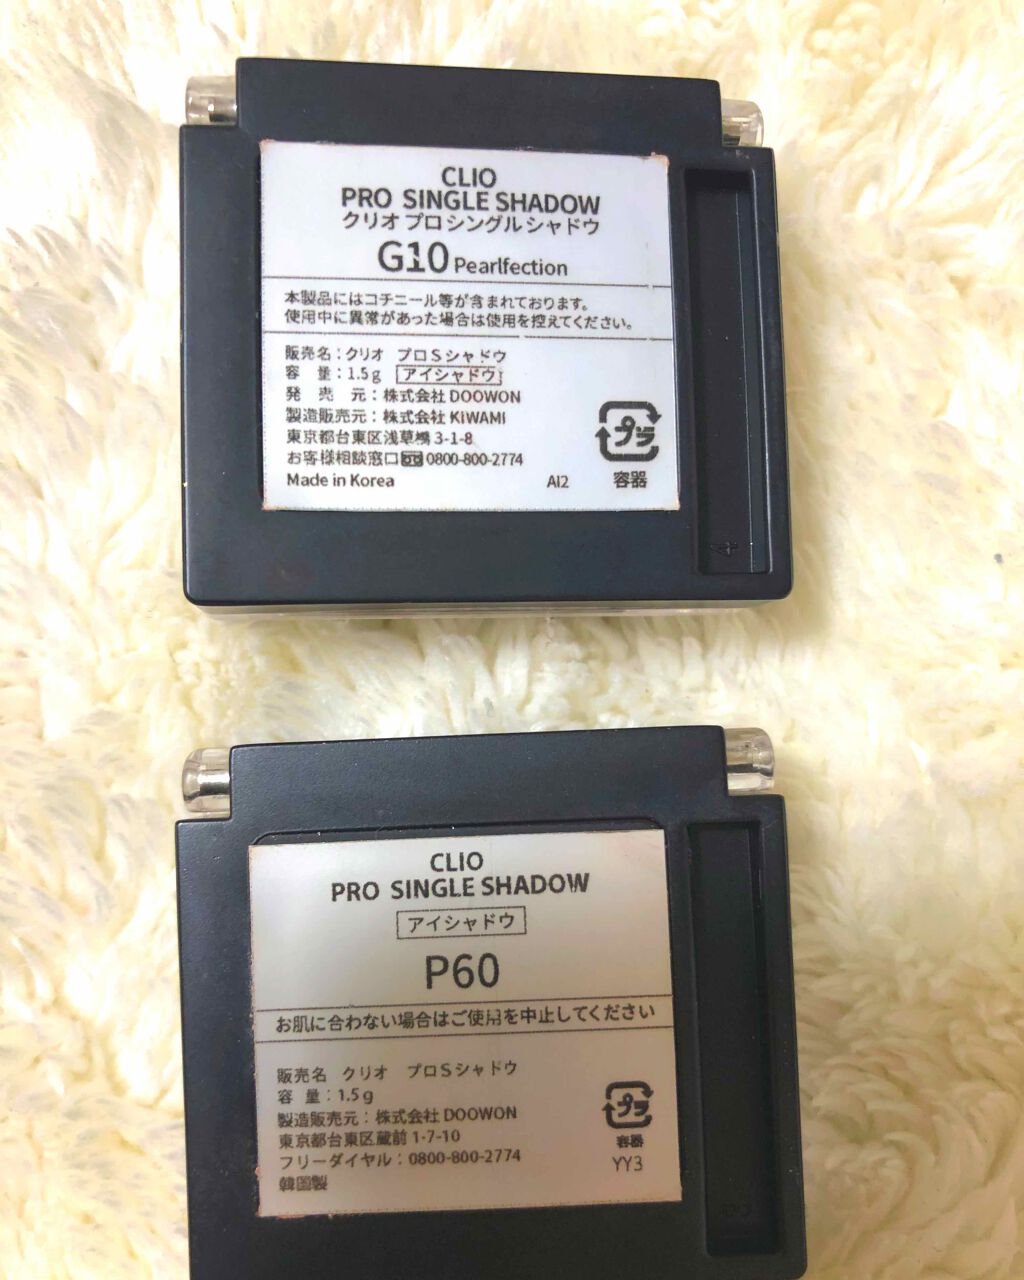 CLIO
PRO SINGLE SHADOW
クリオ プロシングルシャドウ
G10 Pearlfection
本製品にはコチニール等が含まれております。
使用中に異常があった場合は使用を控えてください。
販売名：クリオ プロSシャドウ
容 量：1.5g アイシャドウ
発 売 元：株式会社 DOOWON
製造販売元：株式会社 KIWAMI
東京都台東区浅草橋 3-1-8
お客様相談窓口 0800-800-2774
Made in Korea
AI2
プラ
容器
CLIO
PRO SINGLE SHADOW
アイシャドウ
P60
お肌に合わない場合はご使用を中止してください
販売名 クリオ プロSシャドウ
容 量：1.5g
製造販売元：株式会社 DOOWON
東京都台東区蔵前 1-7-10
フリーダイヤル：0800-800-2774
韓国製
プラ
容器
YY3